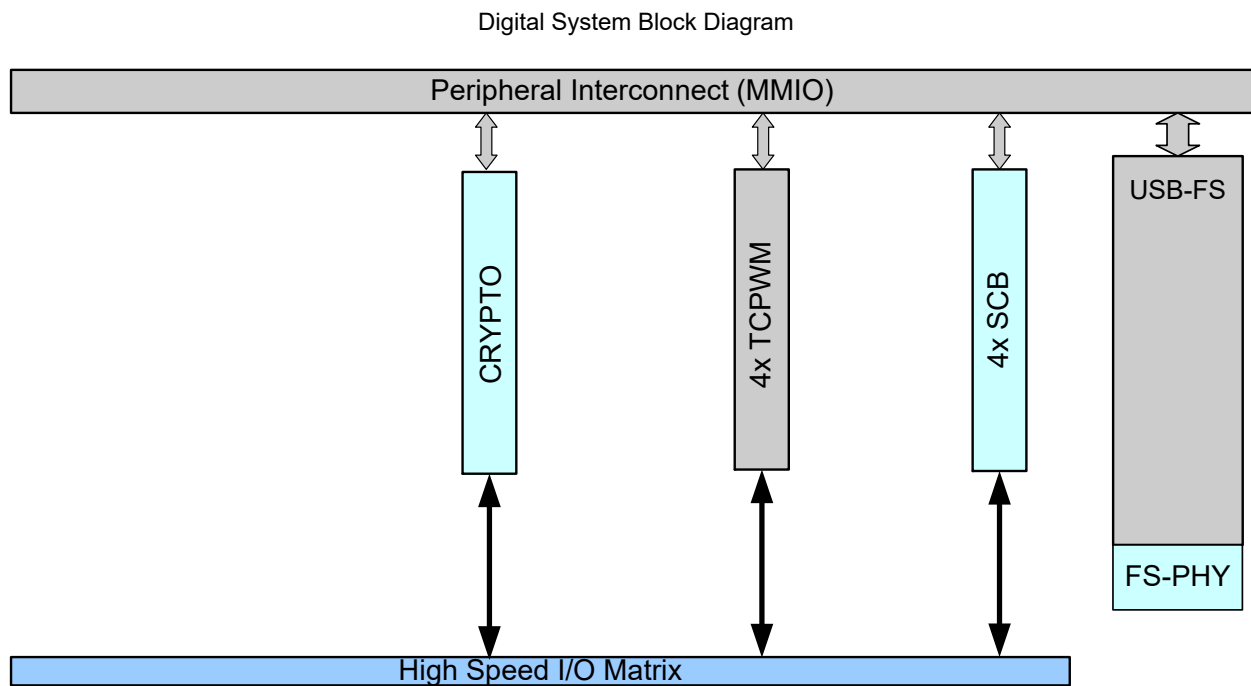 Digital System Block Diagram
Peripheral Interconnect (MMIO)
CRYPTO
4x TCPWM
4x SCB
USB-FS
FS-PHY
High Speed I/O Matrix